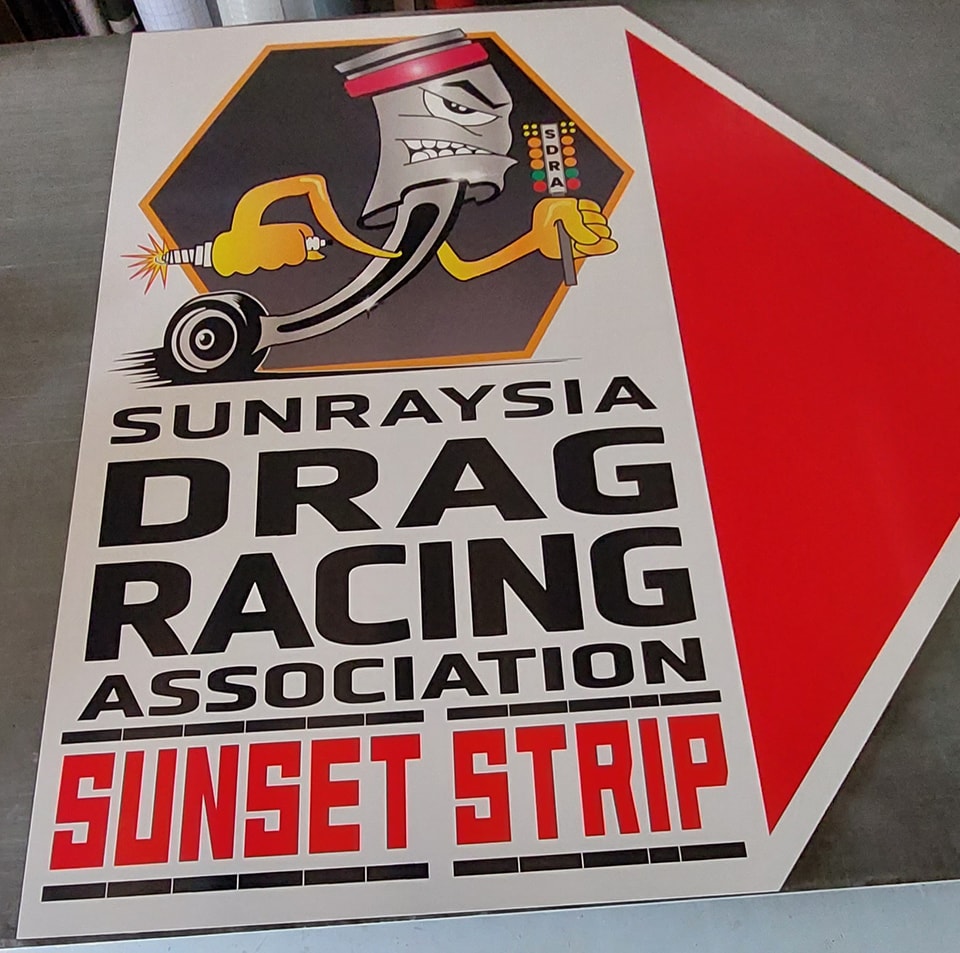 SDRA
SUNRAYSIA
DRAG
RACING
ASSOCIATION
SUNSET STRIP